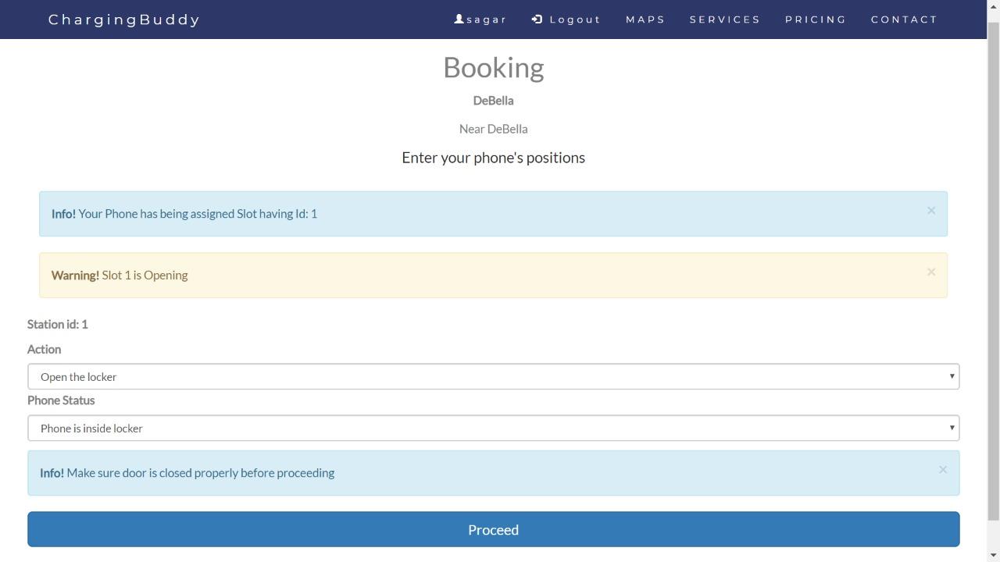 ChargingBuddy
sagar Logout MAPS SERVICES PRICING CONTACT
Booking
DeBella
Near DeBella
Enter your phone's positions
Info! Your Phone has being assigned Slot having Id: 1 ×
Warning! Slot 1 is Opening ×
Station id: 1
Action
Open the locker
Phone Status
Phone is inside locker
Info! Make sure door is closed properly before proceeding ×
Proceed